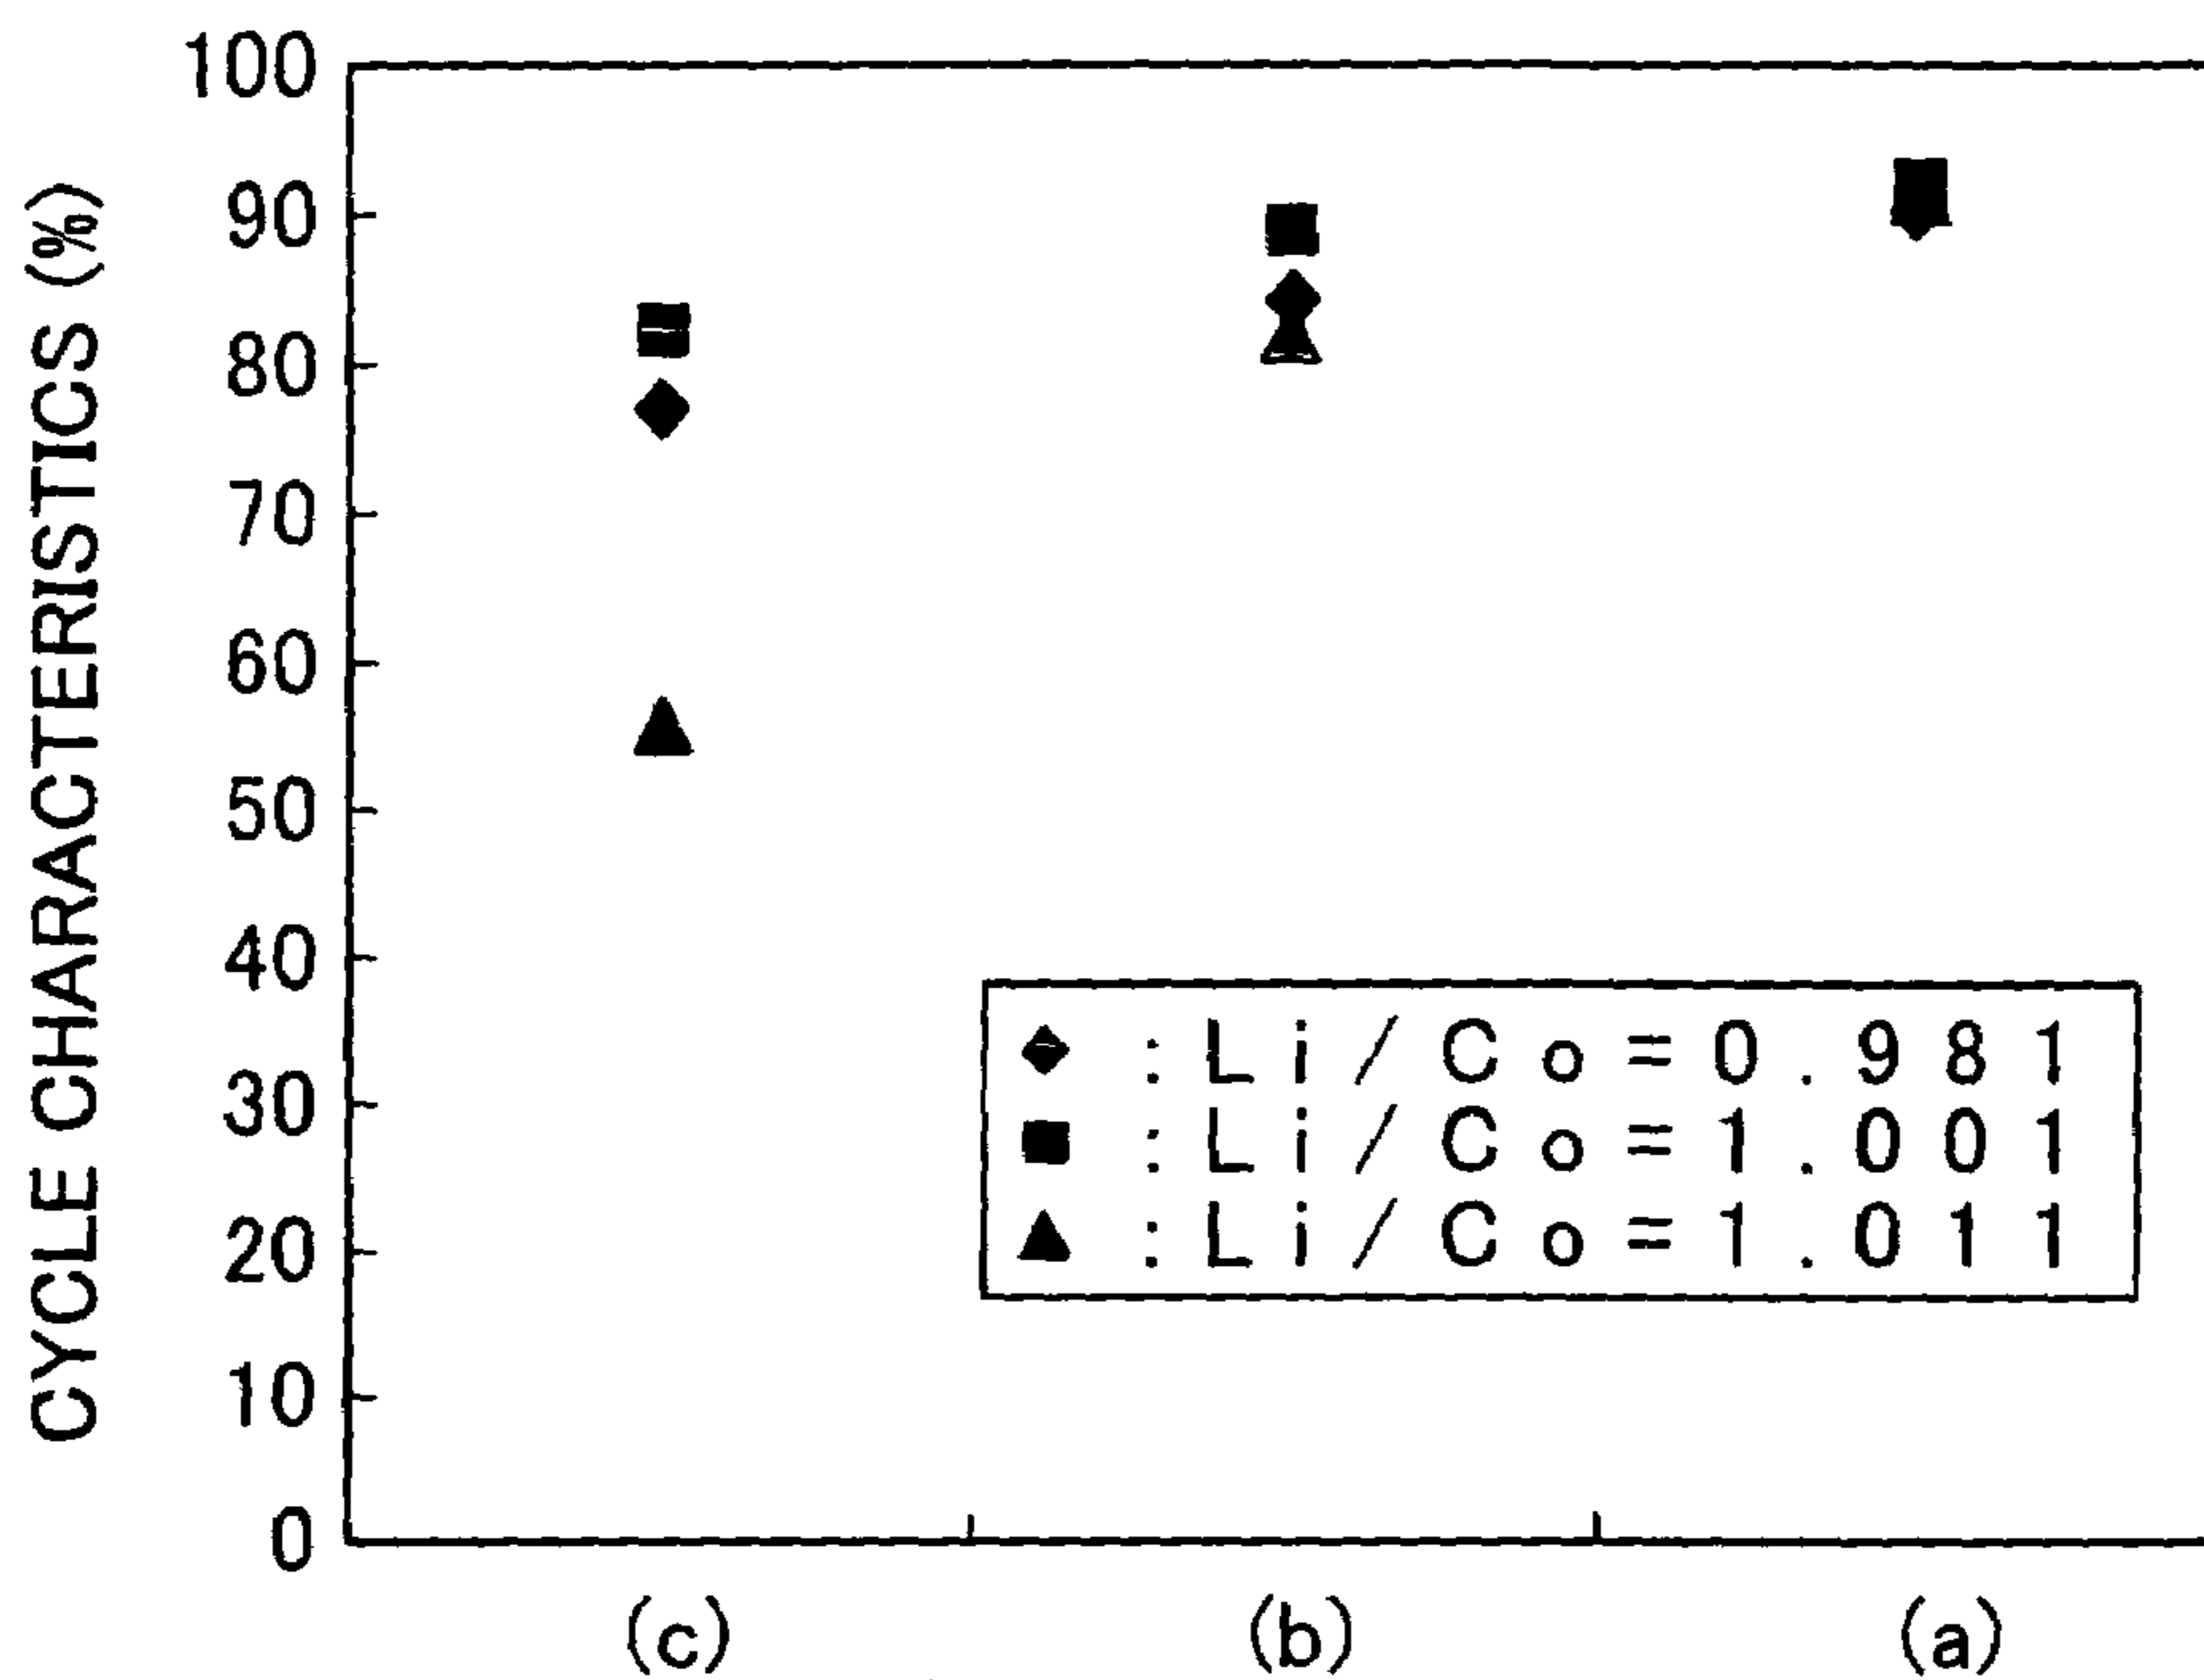 CYCLE CHARACTERISTICS (%)
100
90
80
70
60
50
40
30
20
10
0
◆ : Li/Co=0.981
■ : Li/Co=1.001
▲ : Li/Co=1.011
(c) (b) (a)